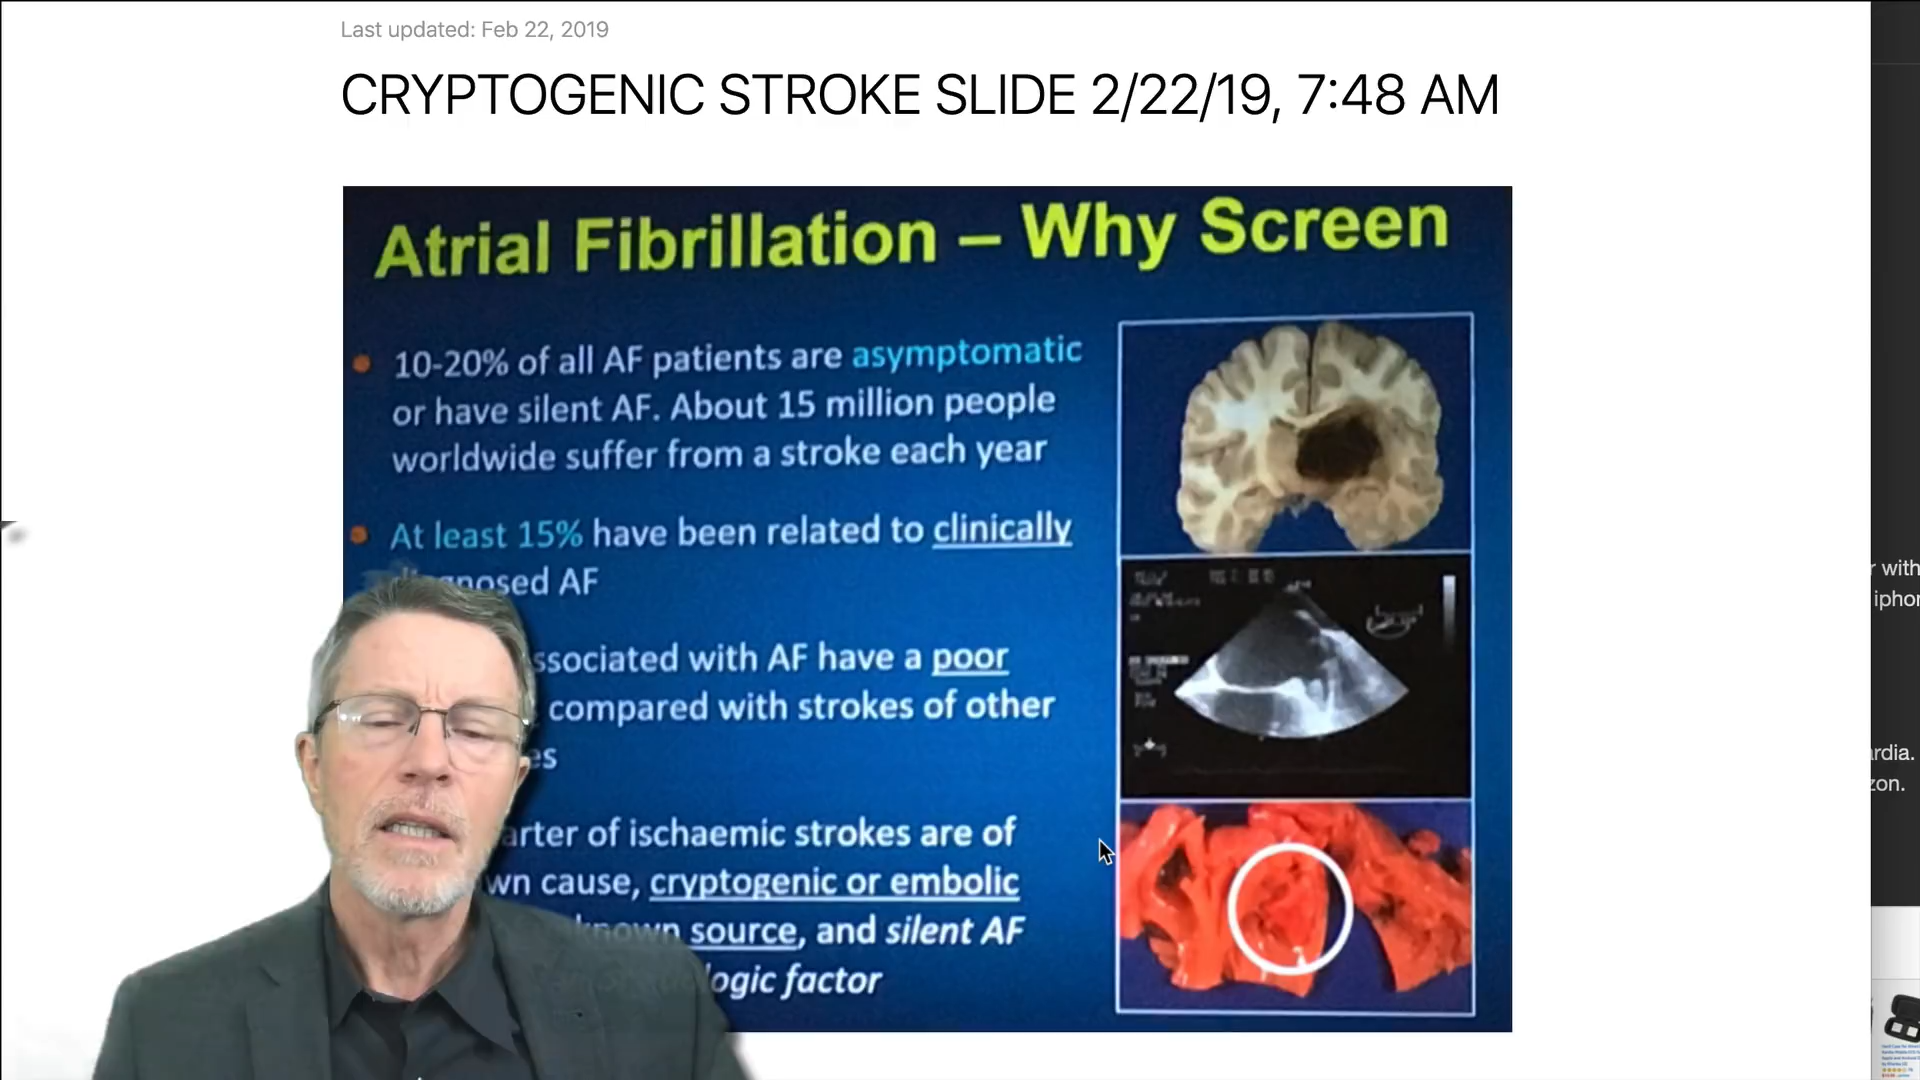 Last updated: Feb 22, 2019
CRYPTOGENIC STROKE SLIDE 2/22/19, 7:48 AM
Atrial Fibrillation – Why Screen
10-20% of all AF patients are asymptomatic
or have silent AF. About 15 million people
worldwide suffer from a stroke each year
At least 15% have been related to clinically
diagnosed AF
associated with AF have a poor
compared with strokes of other
arter of ischaemic strokes are of
wn cause, cryptogenic or embolic
known source, and silent AF
logic factor
r with
iphon
rdia.
zon.